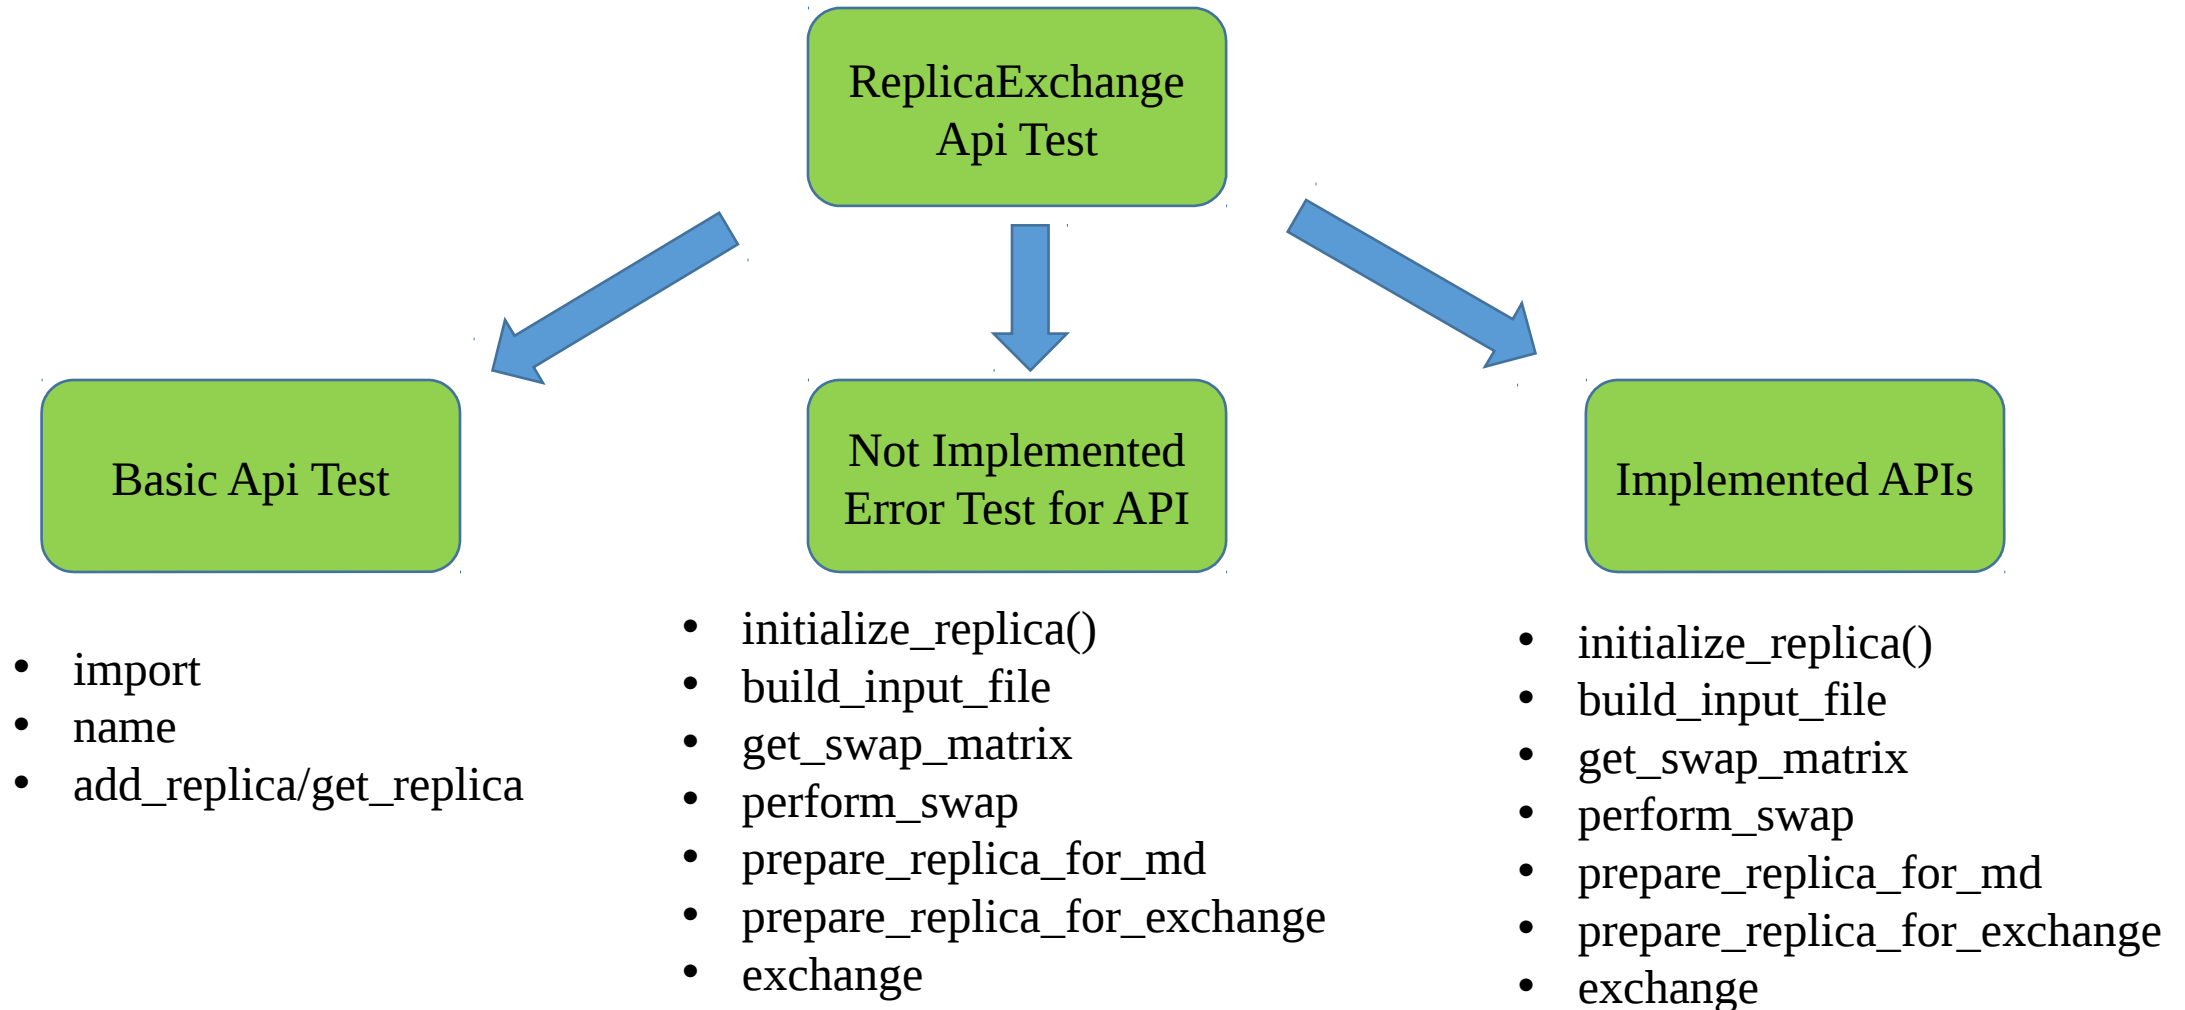 ReplicaExchange
Api Test
Basic Api Test
Not Implemented
Error Test for API
Implemented APIs
• import
• name
• add_replica/get_replica
• initialize_replica()
• build_input_file
• get_swap_matrix
• perform_swap
• prepare_replica_for_md
• prepare_replica_for_exchange
• exchange
• initialize_replica()
• build_input_file
• get_swap_matrix
• perform_swap
• prepare_replica_for_md
• prepare_replica_for_exchange
• exchange